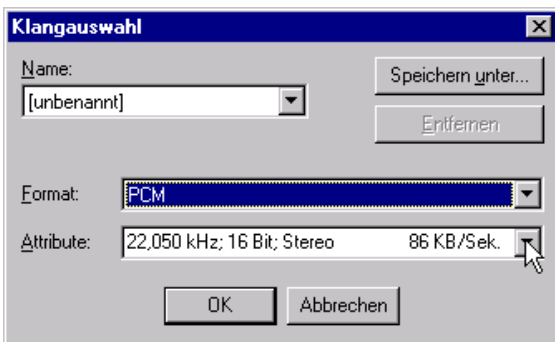 Klangauswahl
Name:
[unbenannt]
Speichern unter...
Entfernen
Format:
PCM
Attribute:
22,050 kHz; 16 Bit; Stereo 86 KB/Sek.
OK
Abbrechen